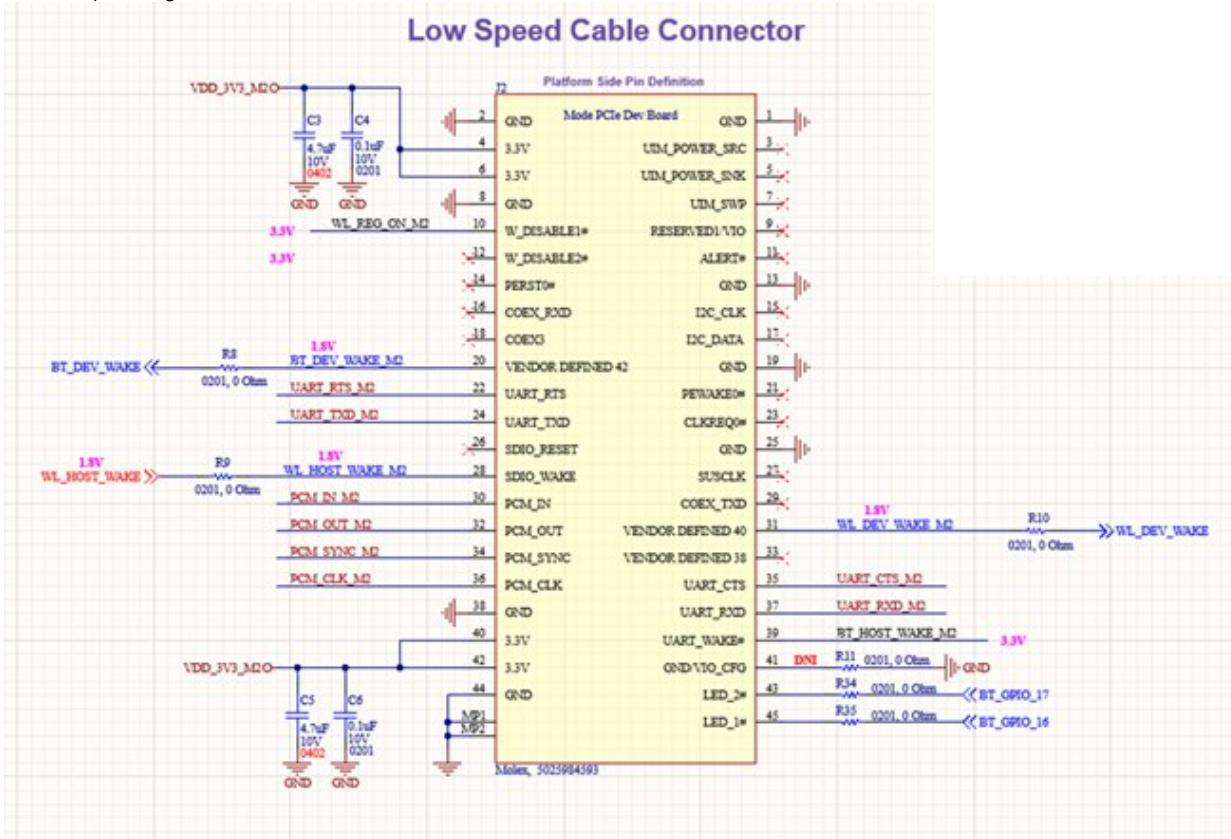 Low Speed Cable Connector
Platform Side Pin Definition
VDD_3V3_M2
J2
Mode PCIe Dev Board
C3
4.7uF
10V
0402
GND
C4
0.1uF
10V
0201
GND
2 GND
4 3.3V
6 3.3V
8 GND
3.3V WL_REG_ON_M2 10 W_DISABLE1#
3.3V 12 W_DISABLE2#
14 PERST0#
16 COEX_RXD
18 COEX3
BT_DEV_WAKE R8 0201, 0 Ohm 1.8V BT_DEV_WAKE_M2 20 VENDOR DEFINED 42
UART_RTS_M2 22 UART_RTS
UART_TXD_M2 24 UART_TXD
26 SDIO_RESET
1.8V WL_HOST_WAKE R9 0201, 0 Ohm 1.8V WL_HOST_WAKE_M2 28 SDIO_WAKE
PCM_IN_M2 30 PCM_IN
PCM_OUT_M2 32 PCM_OUT
PCM_SYNC_M2 34 PCM_SYNC
PCM_CLK_M2 36 PCM_CLK
38 GND
40 3.3V
VDD_3V3_M2 42 3.3V
44 GND
MP1
MP2
C5
4.7uF
10V
0402
GND
C6
0.1uF
10V
0201
GND
GND 1
UIM_POWER_SRC 3
UIM_POWER_SNK 5
UIM_SWP 7
RESERVED1/VIO 9
ALERT# 11
GND 13
I2C_CLK 15
I2C_DATA 17
GND 19
PEWAKE0# 21
CLKREQ0# 23
GND 25
SUSCLK 27
COEX_TXD 29
VENDOR DEFINED 40 31 1.8V WL_DEV_WAKE_M2 R10 0201, 0 Ohm WL_DEV_WAKE
VENDOR DEFINED 38 33
UART_CTS 35 UART_CTS_M2
UART_RXD 37 UART_RXD_M2
UART_WAKE# 39 BT_HOST_WAKE_M2 3.3V
GND/VIO_CFG 41 DNI R11 0201, 0 Ohm GND
LED_2# 43 R34 0201, 0 Ohm BT_GPIO_17
LED_1# 45 R35 0201, 0 Ohm BT_GPIO_16
Molex, 5025984593